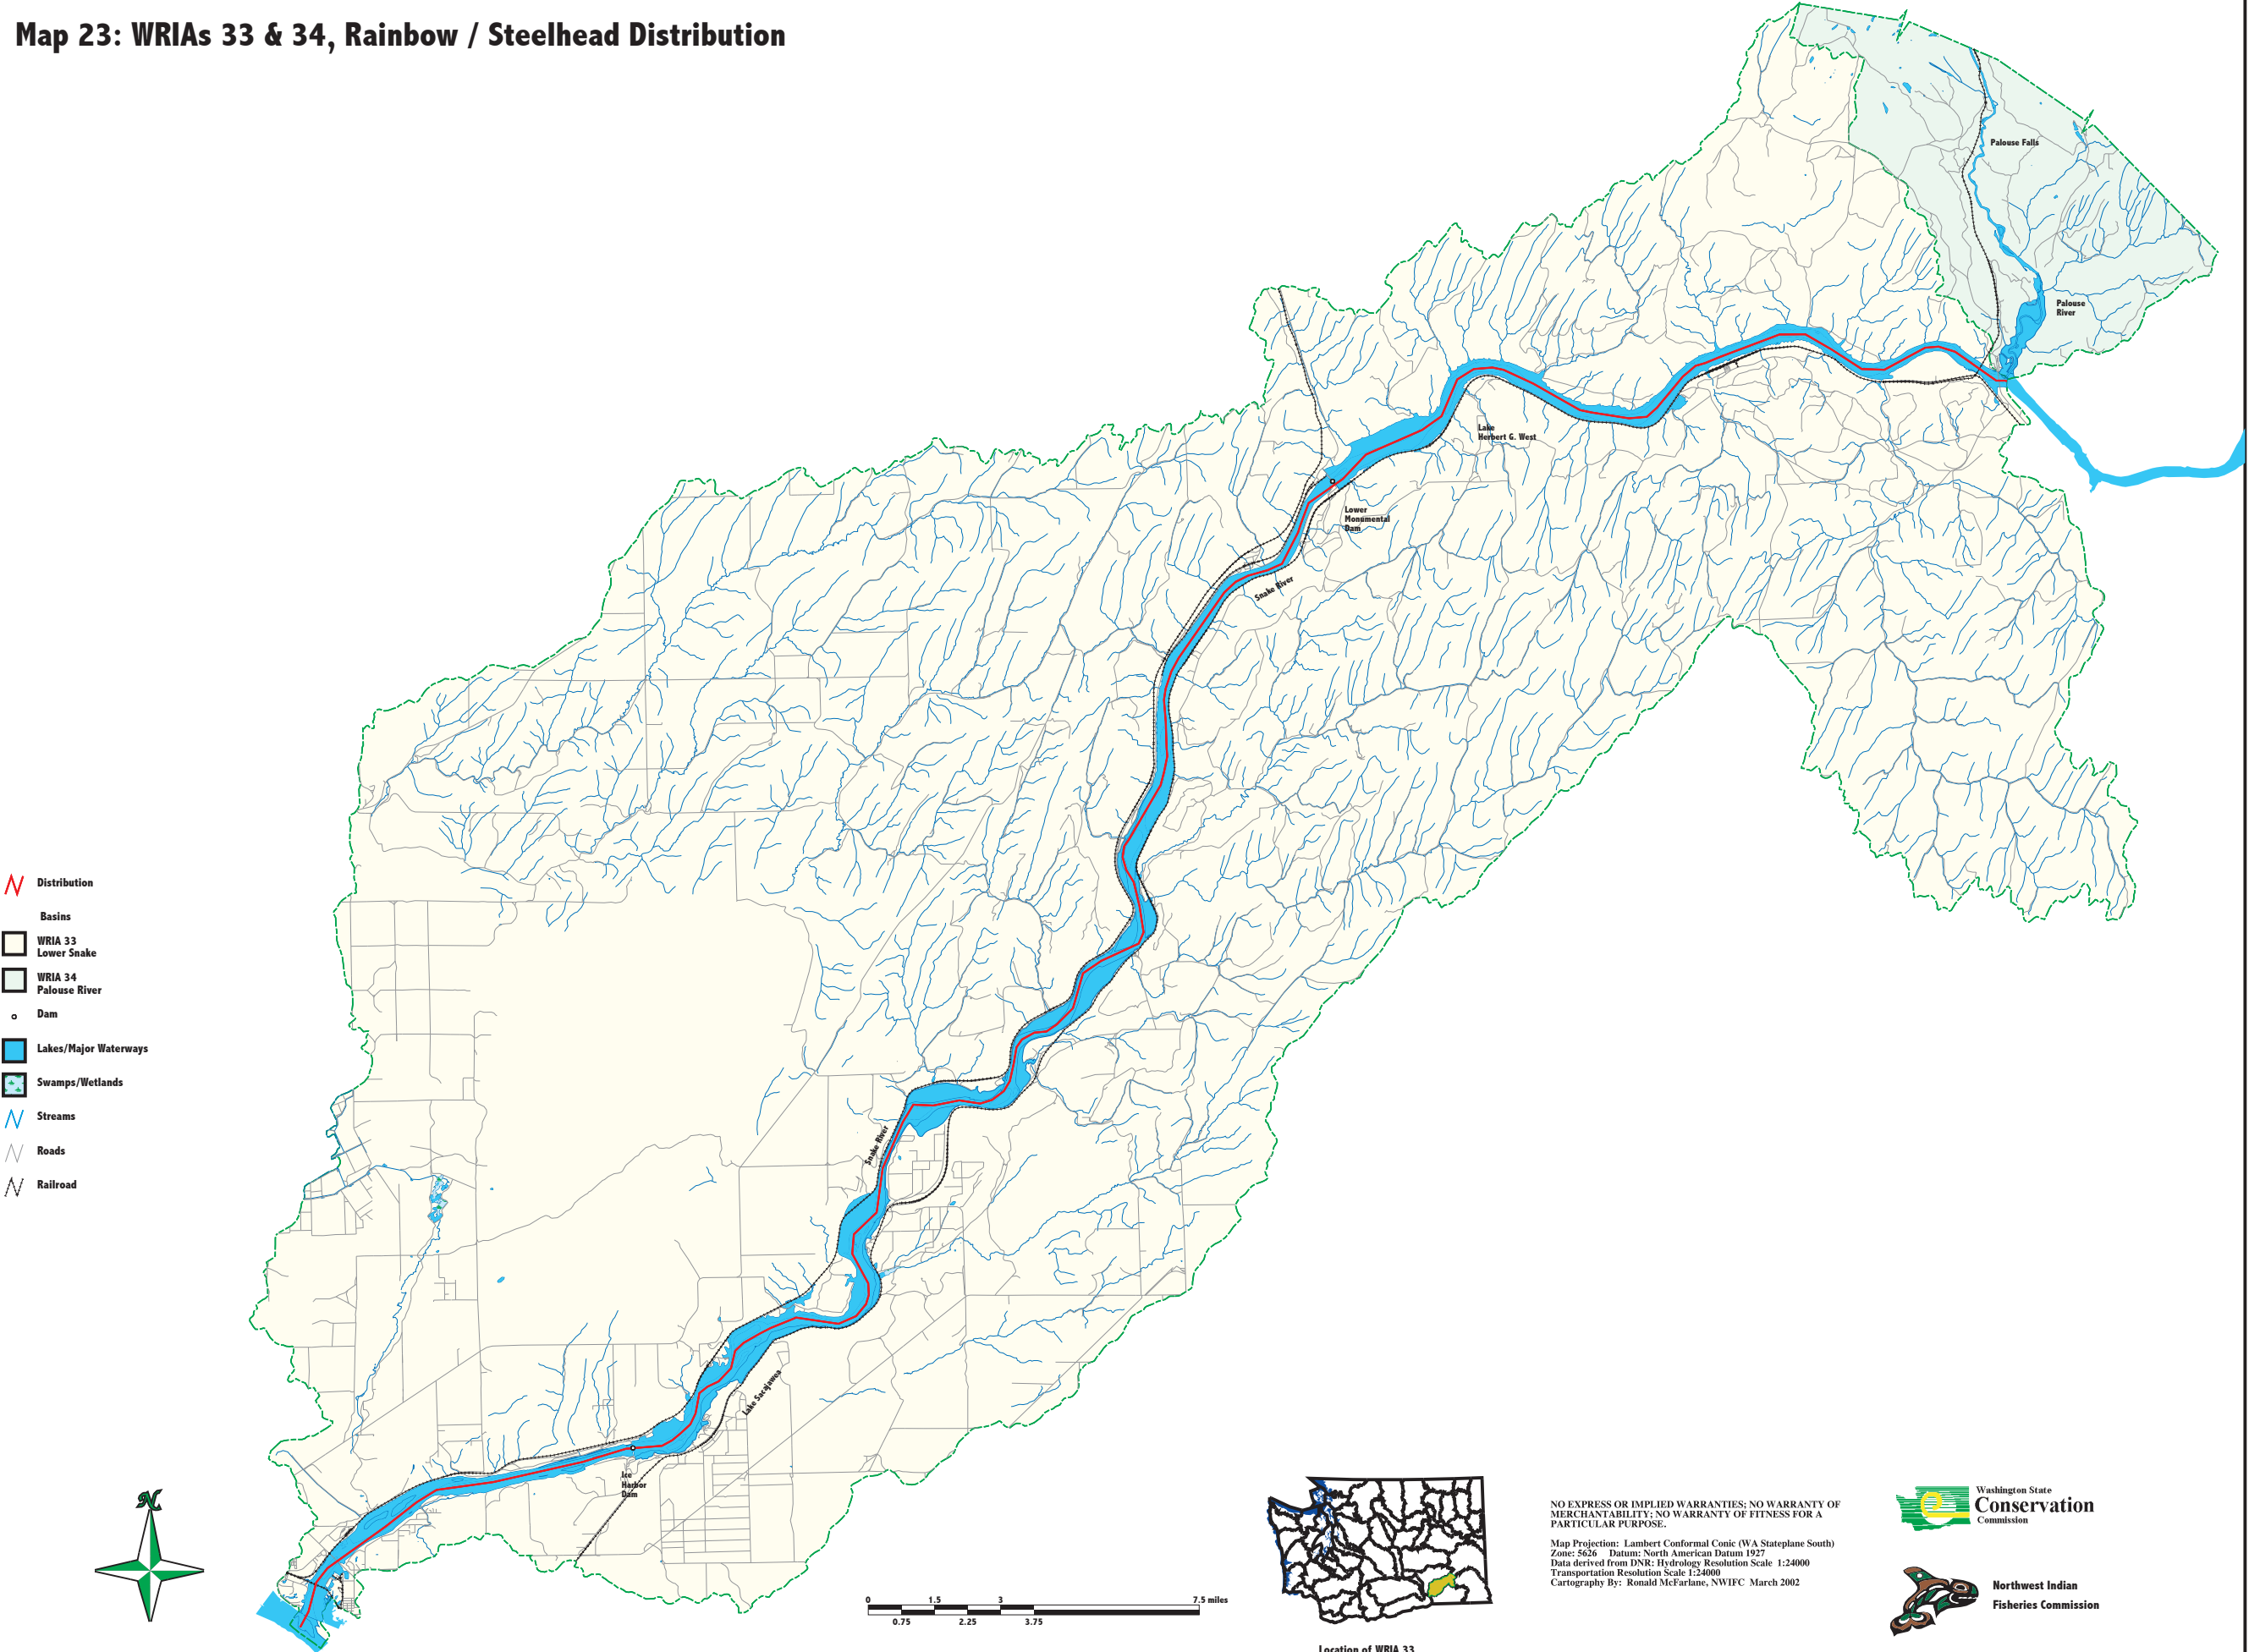 Map 23: WRIAs 33 & 34, Rainbow / Steelhead Distribution
Palouse Falls
Palouse
River
Lake
Herbert G. West
Lower
Monumental
Dam
Snake River
Distribution
Basins
WRIA 33
Lower Snake
WRIA 34
Palouse River
Dam
Lakes/Major Waterways
Swamps/Wetlands
Streams
Roads
Railroad
Snake River
Lake Sacajawea
Ice
Harbor
Dam
N
0 1.5 3 7.5 miles
0.75 2.25 3.75
Location of WRIA 33
NO EXPRESS OR IMPLIED WARRANTIES; NO WARRANTY OF
MERCHANTABILITY; NO WARRANTY OF FITNESS FOR A
PARTICULAR PURPOSE.
Map Projection: Lambert Conformal Conic (WA Stateplane South)
Zone: 5626 Datum: North American Datum 1927
Data derived from DNR: Hydrology Resolution Scale 1:24000
Transportation Resolution Scale 1:24000
Cartography By: Ronald McFarlane, NWIFC March 2002
Washington State
Conservation
Commission
Northwest Indian
Fisheries Commission